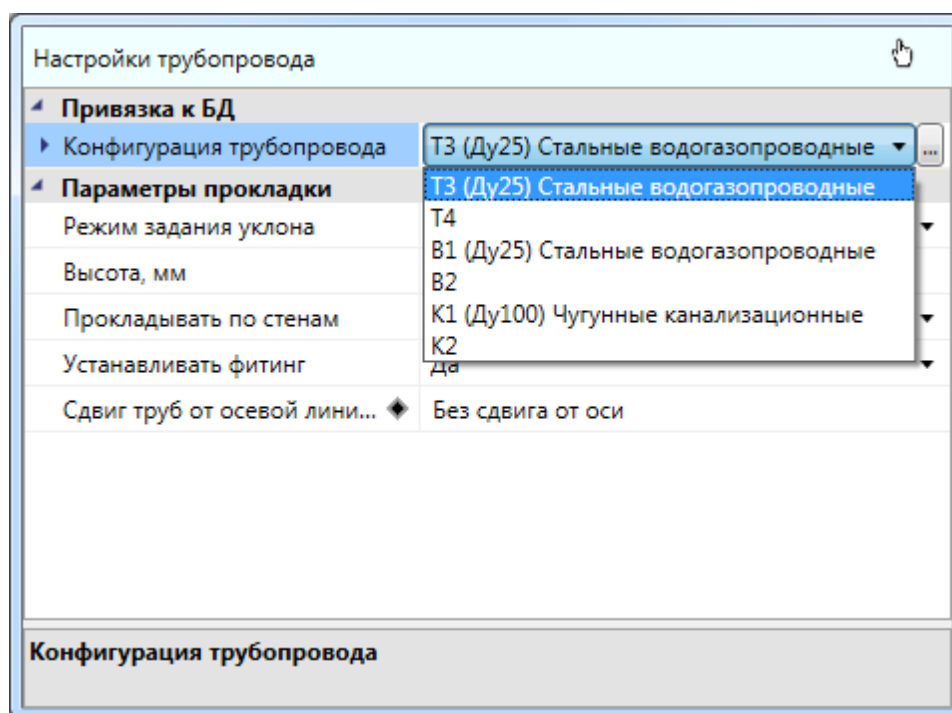 Настройки трубопровода
Привязка к БД
Конфигурация трубопровода
Т3 (Ду25) Стальные водогазопроводные
...
Параметры прокладки
Т3 (Ду25) Стальные водогазопроводные
Режим задания уклона
Т4
В1 (Ду25) Стальные водогазопроводные
Высота, мм
В2
Прокладывать по стенам
К1 (Ду100) Чугунные канализационные
К2
Устанавливать фитинг
Да
Сдвиг труб от осевой лини...
Без сдвига от оси
Конфигурация трубопровода